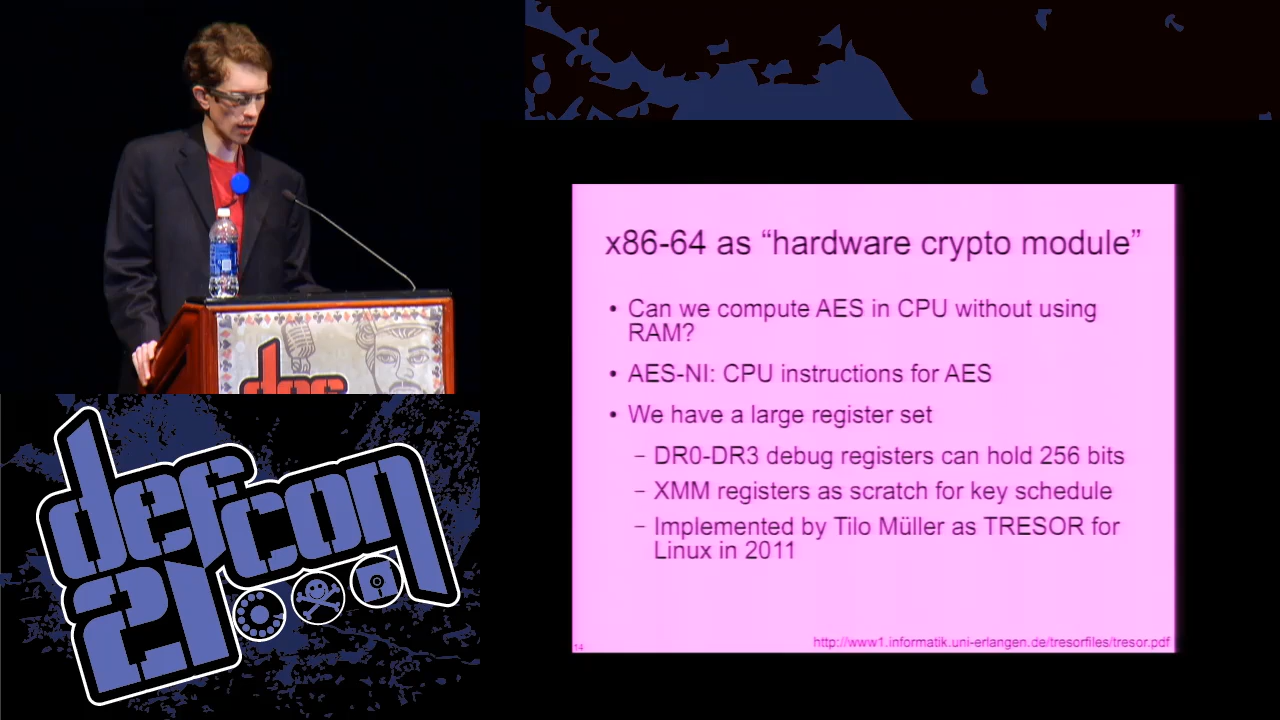 x86-64 as “hardware crypto module”
• Can we compute AES in CPU without using
RAM?
• AES-NI: CPU instructions for AES
• We have a large register set
– DR0-DR3 debug registers can hold 256 bits
– XMM registers as scratch for key schedule
– Implemented by Tilo Müller as TRESOR for
Linux in 2011
14
http://www1.informatik.uni-erlangen.de/tresorfiles/tresor.pdf
def
defcon
21